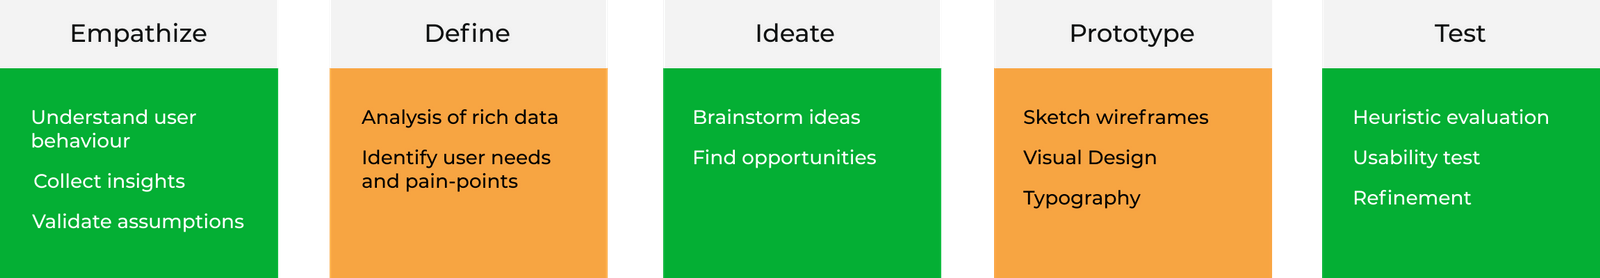 Empathize
Understand user
behaviour
Collect insights
Validate assumptions
Define
Analysis of rich data
Identify user needs
and pain-points
Ideate
Brainstorm ideas
Find opportunities
Prototype
Sketch wireframes
Visual Design
Typography
Test
Heuristic evaluation
Usability test
Refinement